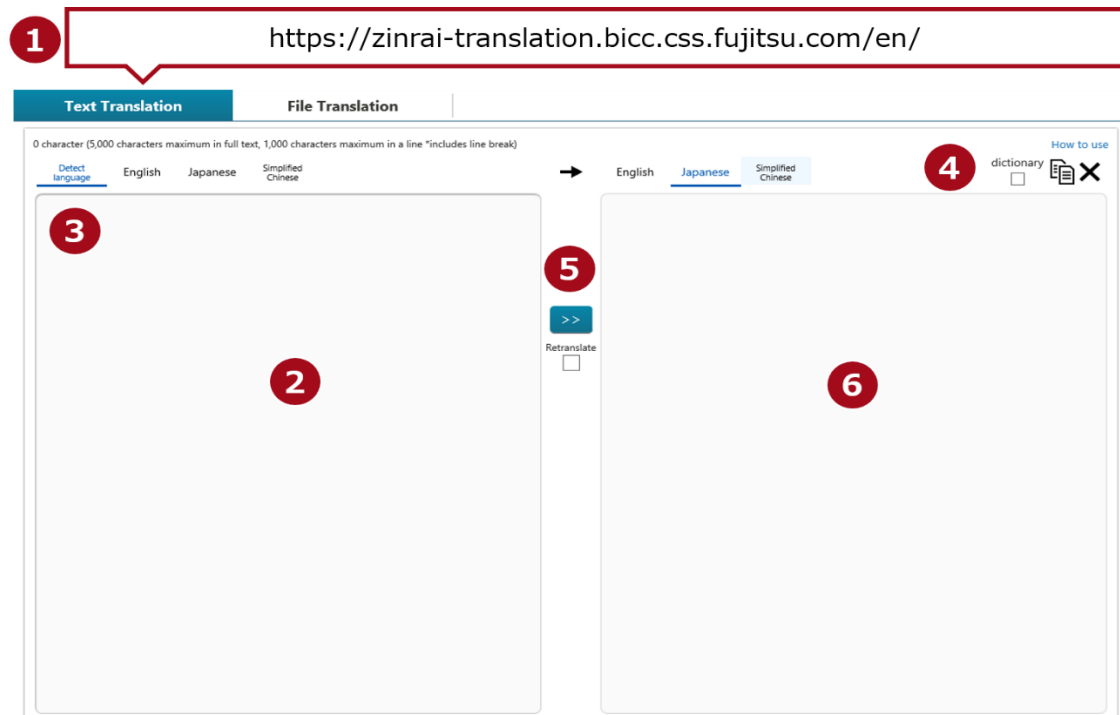 1 https://zinrai-translation.bicc.css.fujitsu.com/en/
Text Translation File Translation
0 character (5,000 characters maximum in full text, 1,000 characters maximum in a line *includes line break)
How to use
Detect language English Japanese Simplified Chinese → English Japanese Simplified Chinese 4 dictionary
3
5
>>
Retranslate
2
6